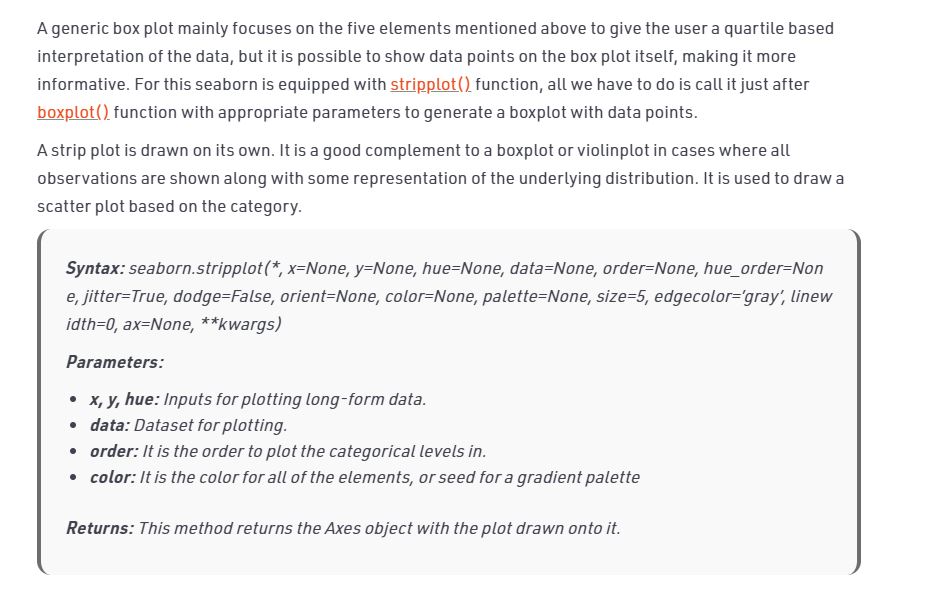 A generic box plot mainly focuses on the five elements mentioned above to give the user a quartile based
interpretation of the data, but it is possible to show data points on the box plot itself, making it more
informative. For this seaborn is equipped with stripplot() function, all we have to do is call it just after
boxplot() function with appropriate parameters to generate a boxplot with data points.
A strip plot is drawn on its own. It is a good complement to a boxplot or violinplot in cases where all
observations are shown along with some representation of the underlying distribution. It is used to draw a
scatter plot based on the category.
Syntax: seaborn.stripplot(*, x=None, y=None, hue=None, data=None, order=None, hue_order=Non
e, jitter=True, dodge=False, orient=None, color=None, palette=None, size=5, edgecolor=’gray’, linew
idth=0, ax=None, **kwargs)
Parameters:
• x, y, hue: Inputs for plotting long-form data.
• data: Dataset for plotting.
• order: It is the order to plot the categorical levels in.
• color: It is the color for all of the elements, or seed for a gradient palette
Returns: This method returns the Axes object with the plot drawn onto it.